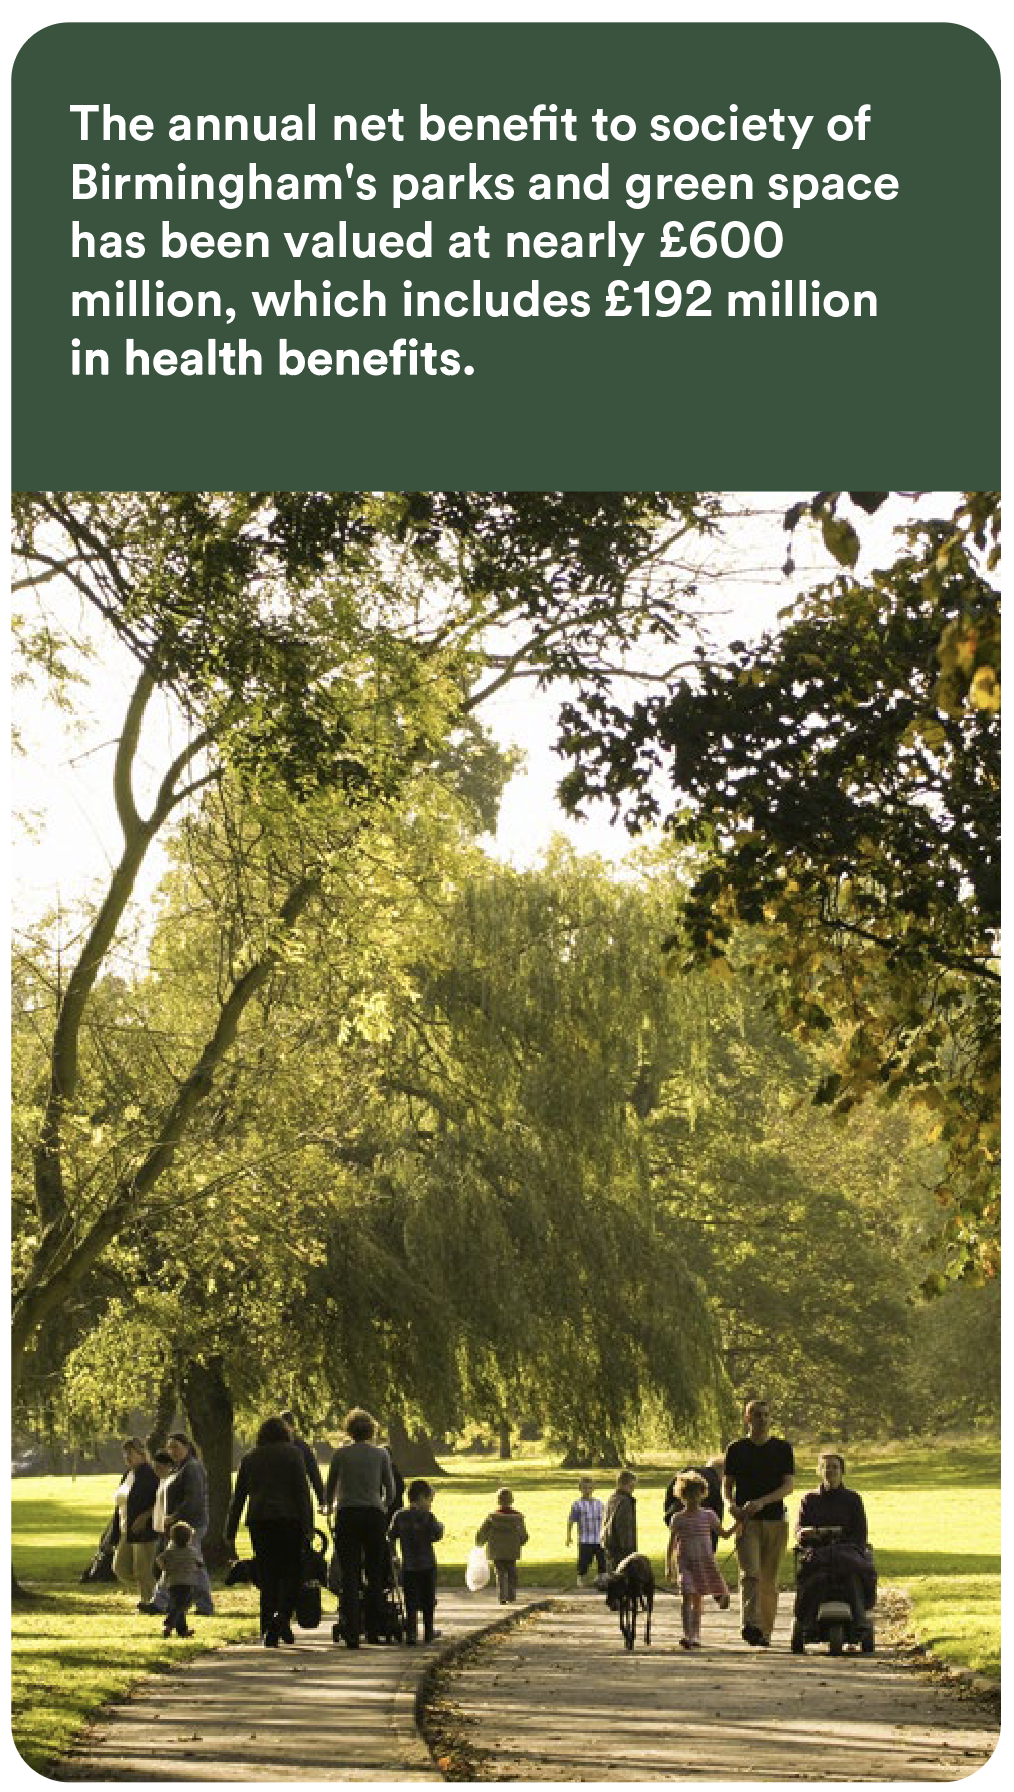 The annual net benefit to society of
Birmingham's parks and green space
has been valued at nearly £600
million, which includes £192 million
in health benefits.